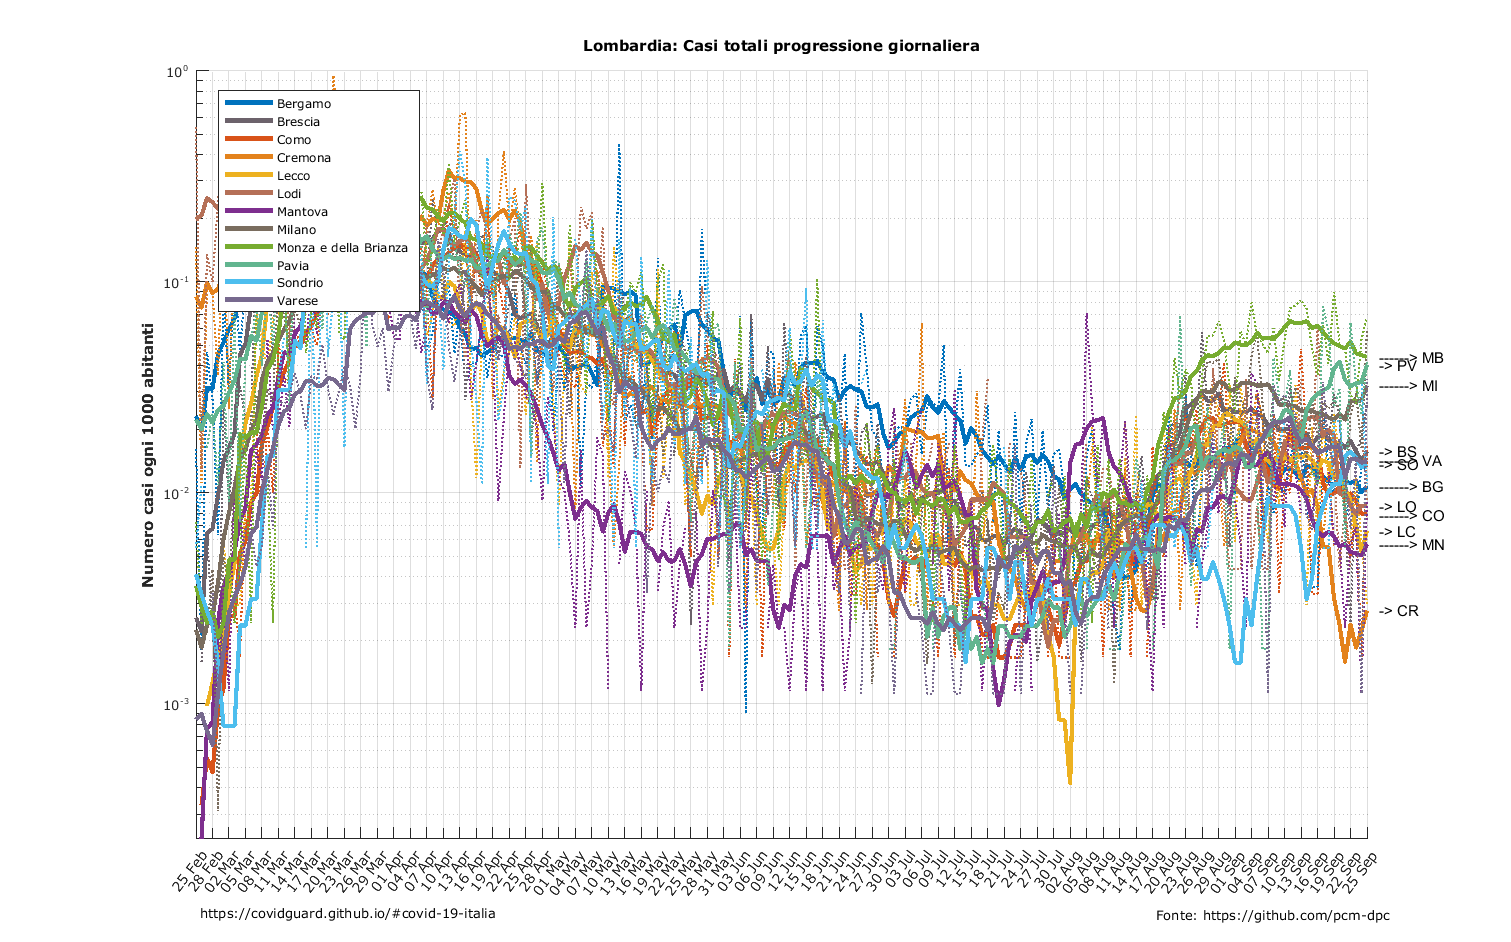 Lombardia: Casi totali progressione giornaliera
Numero casi ogni 1000 abitanti
10^0
10^-1
10^-2
10^-3
Bergamo
Brescia
Como
Cremona
Lecco
Lodi
Mantova
Milano
Monza e della Brianza
Pavia
Sondrio
Varese
------> MB
-> PV
------> MI
-> BS
------> VA
-> SO
------> BG
-> LO
------> CO
-> LC
------> MN
-> CR
25 Feb
28 Feb
02 Mar
05 Mar
08 Mar
11 Mar
14 Mar
17 Mar
20 Mar
23 Mar
26 Mar
29 Mar
01 Apr
04 Apr
07 Apr
10 Apr
13 Apr
16 Apr
19 Apr
22 Apr
25 Apr
28 Apr
01 May
04 May
07 May
10 May
13 May
16 May
19 May
22 May
25 May
28 May
31 May
03 Jun
06 Jun
09 Jun
12 Jun
15 Jun
18 Jun
21 Jun
24 Jun
27 Jun
30 Jun
03 Jul
06 Jul
09 Jul
12 Jul
15 Jul
18 Jul
21 Jul
24 Jul
27 Jul
30 Jul
02 Aug
05 Aug
08 Aug
11 Aug
14 Aug
17 Aug
20 Aug
23 Aug
26 Aug
29 Aug
01 Sep
04 Sep
07 Sep
10 Sep
13 Sep
16 Sep
19 Sep
22 Sep
25 Sep
https://covidguard.github.io/#covid-19-italia
Fonte: https://github.com/pcm-dpc